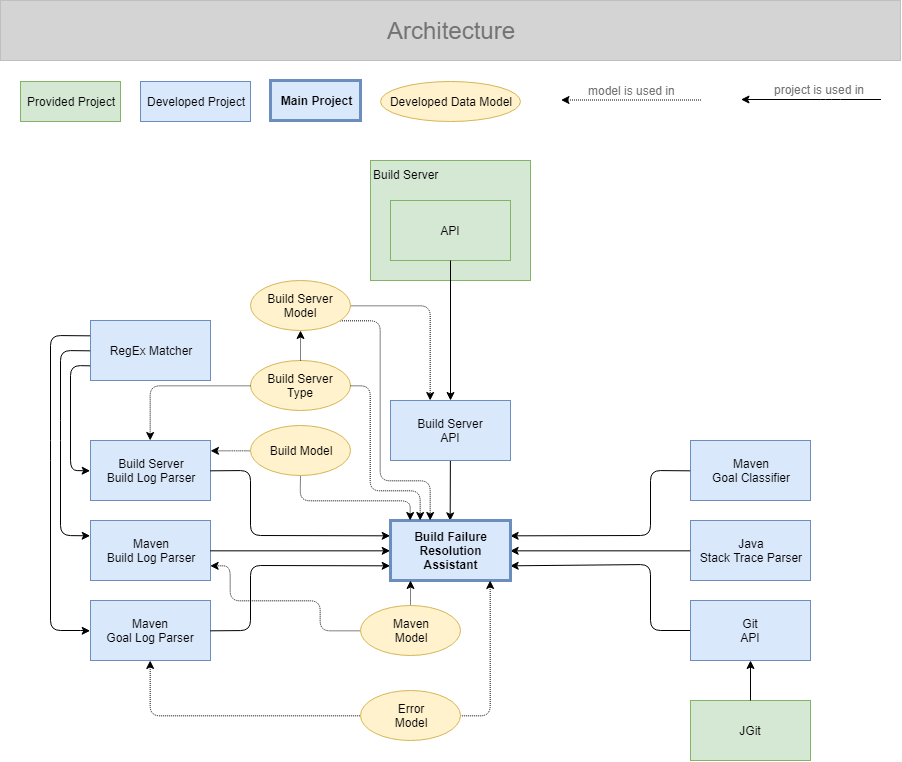 Architecture
Provided Project
Developed Project
Main Project
Developed Data Model
model is used in
project is used in
Build Server
API
Build Server
Model
RegEx Matcher
Build Server
Type
Build Server
API
Build Model
Build Server
Build Log Parser
Maven
Goal Classifier
Maven
Build Log Parser
Build Failure
Resolution
Assistant
Java
Stack Trace Parser
Maven
Goal Log Parser
Maven
Model
Git
API
Error
Model
JGit